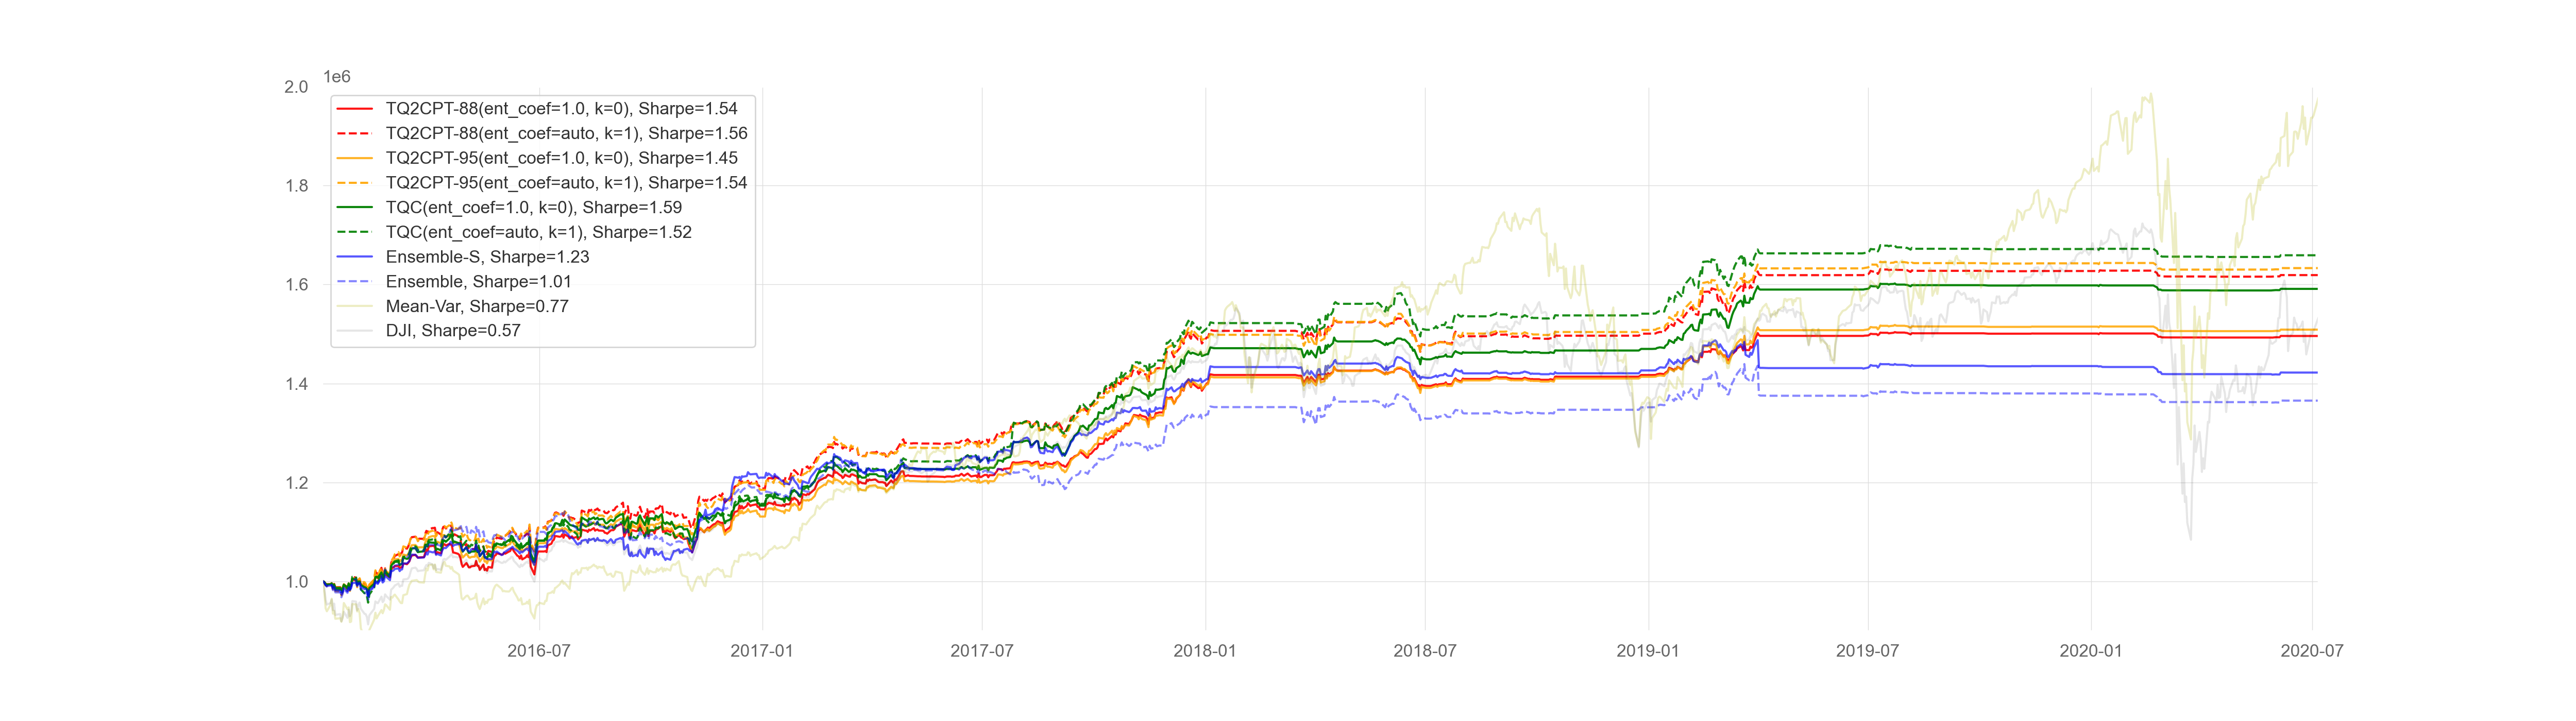 1e6
2.0
1.8
1.6
1.4
1.2
1.0
TQ2CPT-88(ent_coef=1.0, k=0), Sharpe=1.54
TQ2CPT-88(ent_coef=auto, k=1), Sharpe=1.56
TQ2CPT-95(ent_coef=1.0, k=0), Sharpe=1.45
TQ2CPT-95(ent_coef=auto, k=1), Sharpe=1.54
TQC(ent_coef=1.0, k=0), Sharpe=1.59
TQC(ent_coef=auto, k=1), Sharpe=1.52
Ensemble-S, Sharpe=1.23
Ensemble, Sharpe=1.01
Mean-Var, Sharpe=0.77
DJI, Sharpe=0.57
2016-07 2017-01 2017-07 2018-01 2018-07 2019-01 2019-07 2020-01 2020-07